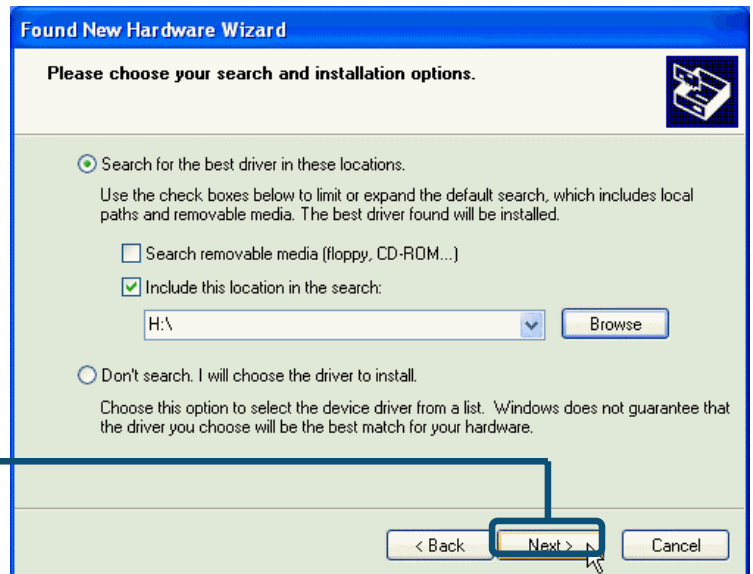 Found New Hardware Wizard
Please choose your search and installation options.
Search for the best driver in these locations.
Use the check boxes below to limit or expand the default search, which includes local
paths and removable media. The best driver found will be installed.
Search removable media (floppy, CD-ROM...)
Include this location in the search:
H:\
Browse
Don't search. I will choose the driver to install.
Choose this option to select the device driver from a list. Windows does not guarantee that
the driver you choose will be the best match for your hardware.
< Back Next > Cancel